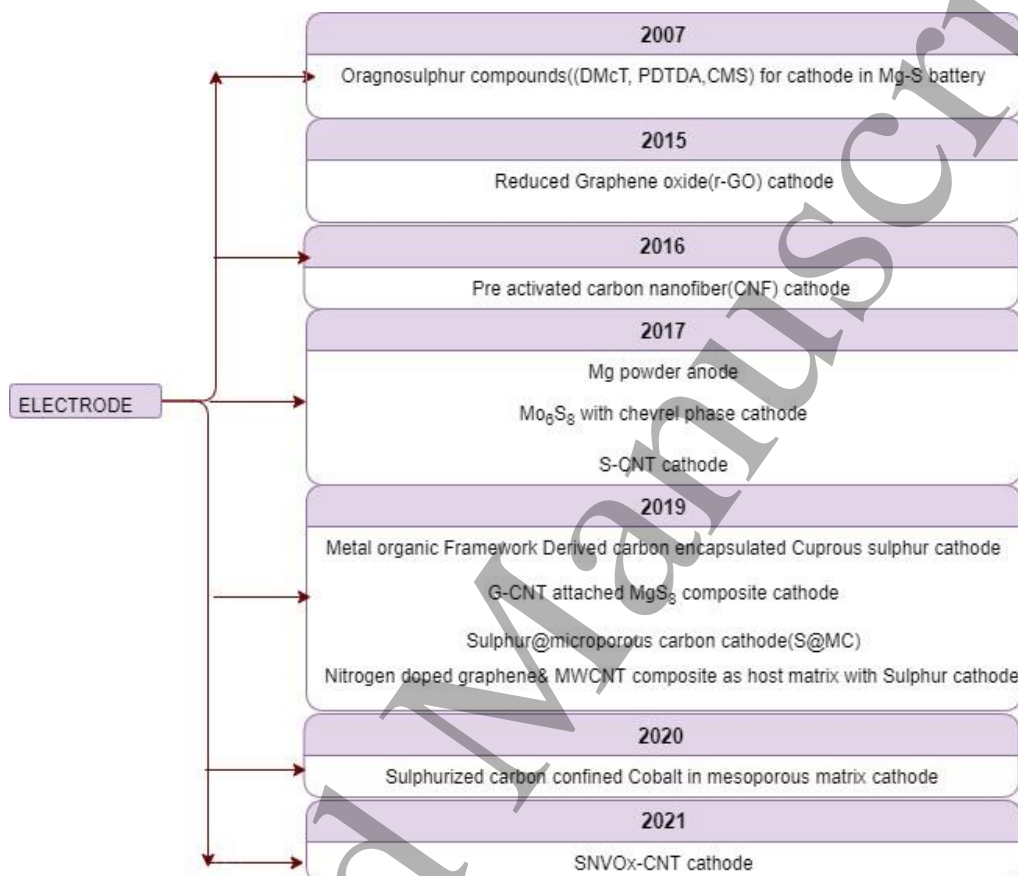 2007
Oragnosulphur compounds((DMcT, PDTDA,CMS) for cathode in Mg-S battery
2015
Reduced Graphene oxide(r-GO) cathode
2016
Pre activated carbon nanofiber(CNF) cathode
2017
Mg powder anode
Mo₆S₈ with chevrel phase cathode
S-CNT cathode
ELECTRODE
2019
Metal organic Framework Derived carbon encapsulated Cuprous sulphur cathode
G-CNT attached MgS₈ composite cathode
Sulphur@microporous carbon cathode(S@MC)
Nitrogen doped graphene& MWCNT composite as host matrix with Sulphur cathode
2020
Sulphurized carbon confined Cobalt in mesoporous matrix cathode
2021
SNVOx-CNT cathode
d Manuscr